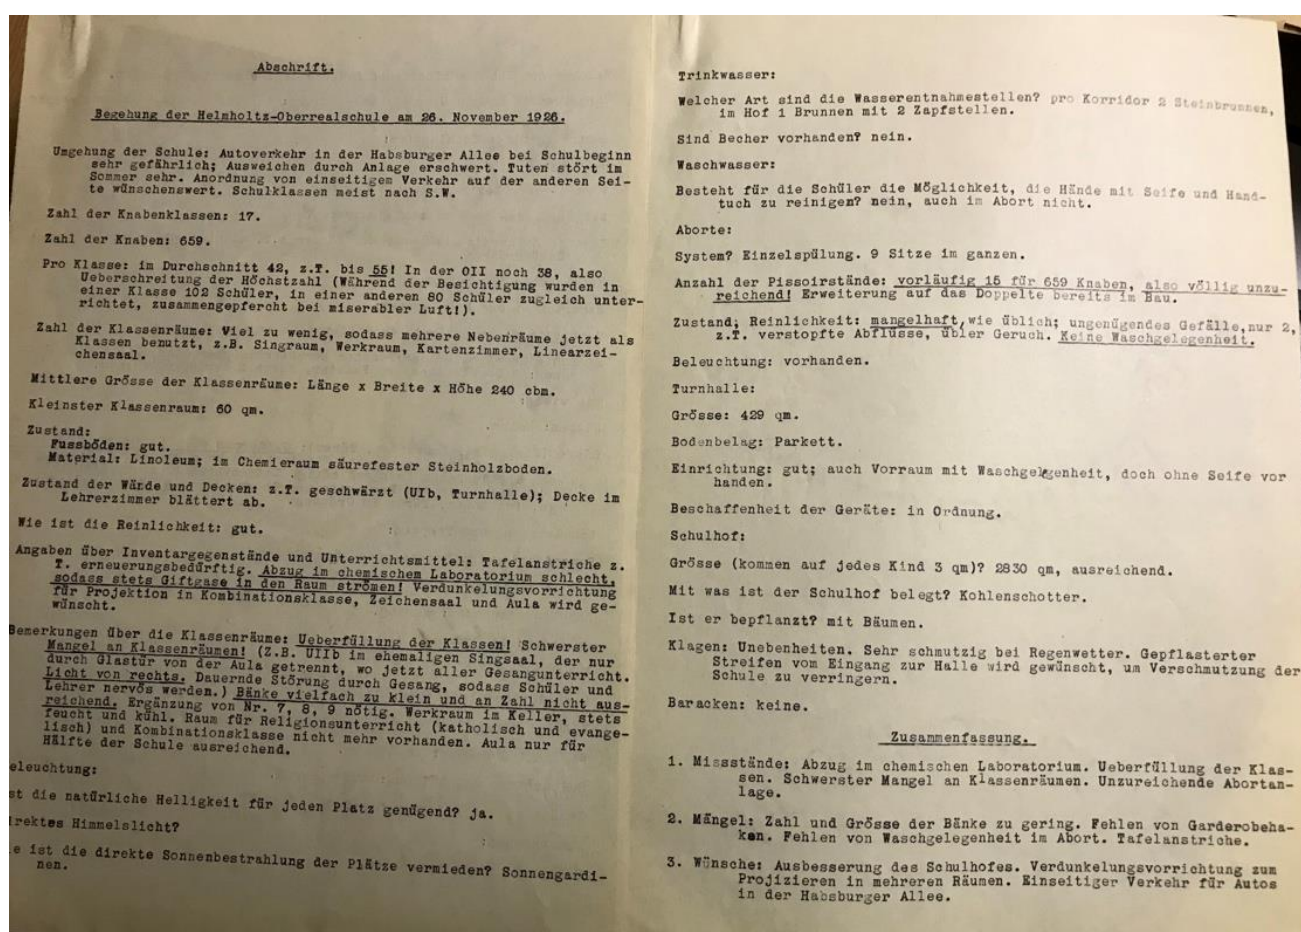 Abschrift.
Begehung der Helmholtz-Oberrealschule am 26. November 1926.
Umgehung der Schule: Autoverkehr in der Habsburger Allee bei Schulbeginn
sehr gefährlich; Ausweichen durch Anlage erschwert. Tuten stört im
Sommer sehr. Anordnung von einseitigem Verkehr auf der anderen Sei-
te wünschenswert. Schulklassen meist nach S.W.
Zahl der Knabenklassen: 17.
Zahl der Knaben: 659.
Pro Klasse: im Durchschnitt 42, z.T. bis 55! In der OII noch 38, also
Ueberschreitung der Höchstzahl (Während der Besichtigung wurden in
einer Klasse 102 Schüler, in einer anderen 80 Schüler zugleich unter-
richtet, zusammengepfercht bei miserabler Luft!).
Zahl der Klassenräume: Viel zu wenig, sodass mehrere Nebenräume jetzt als
Klassen benutzt, z.B. Singraum, Werkraum, Kartenzimmer, Linearzei-
chensaal.
Mittlere Grösse der Klassenräume: Länge x Breite x Höhe 240 cbm.
Kleinster Klassenraum: 60 qm.
Zustand:
Fussböden: gut.
Material: Linoleum; im Chemieraum säurefester Steinholzboden.
Zustand der Wände und Decken: z.T. geschwärzt (UIb, Turnhalle); Decke im
Lehrerzimmer blättert ab.
Wie ist die Reinlichkeit: gut.
Angaben über Inventargegenstände und Unterrichtsmittel: Tafelanstriche z.
T. erneuerungsbedürftig. Abzug im chemischem Laboratorium schlecht,
sodass stets Giftgase in den Raum strömen! Verdunkelungsvorrichtung
für Projektion in Kombinationsklasse, Zeichensaal und Aula wird ge-
wünscht.
Bemerkungen über die Klassenräume: Ueberfüllung der Klassen! Schwerster
Mangel an Klassenräumen! (Z.B. UIIb im ehemaligen Singsaal, der nur
durch Glastür von der Aula getrennt, wo jetzt aller Gesangunterricht.
Licht von rechts. Dauernde Störung durch Gesang, sodass Schüler und
Lehrer nervös werden.) Bänke vielfach zu klein und an Zahl nicht aus-
reichend. Ergänzung von Nr. 7, 8, 9 nötig. Werkraum im Keller, stets
feucht und kühl. Raum für Religionsunterricht (katholisch und evange-
lisch) und Kombinationsklasse nicht mehr vorhanden. Aula nur für
Hälfte der Schule ausreichend.
eleuchtung:
st die natürliche Helligkeit für jeden Platz genügend? ja.
irektes Himmelslicht?
e ist die direkte Sonnenbestrahlung der Plätze vermieden? Sonnengardi-
nen.
Trinkwasser:
Welcher Art sind die Wasserentnahmestellen? pro Korridor 2 Steinbrunnen,
im Hof 1 Brunnen mit 2 Zapfstellen.
Sind Becher vorhanden? nein.
Waschwasser:
Besteht für die Schüler die Möglichkeit, die Hände mit Seife und Hand-
tuch zu reinigen? nein, auch im Abort nicht.
Aborte:
System? Einzelspülung. 9 Sitze im ganzen.
Anzahl der Pissoirstände: vorläufig 15 für 659 Knaben, also völlig unzu-
reichend! Erweiterung auf das Doppelte bereits im Bau.
Zustand; Reinlichkeit: mangelhaft, wie üblich; ungenügendes Gefälle, nur 2,
z.T. verstopfte Abflüsse, übler Geruch. Keine Waschgelegenheit.
Beleuchtung: vorhanden.
Turnhalle:
Grösse: 429 qm.
Bodenbelag: Parkett.
Einrichtung: gut; auch Vorraum mit Waschgelegenheit, doch ohne Seife vor
handen.
Beschaffenheit der Geräte: in Ordnung.
Schulhof:
Grösse (kommen auf jedes Kind 3 qm)? 2830 qm, ausreichend.
Mit was ist der Schulhof belegt? Kohlenschotter.
Ist er bepflanzt? mit Bäumen.
Klagen: Unebenheiten. Sehr schmutzig bei Regenwetter. Gepflasterter
Streifen vom Eingang zur Halle wird gewünscht, um Verschmutzung der
Schule zu verringern.
Baracken: keine.
Zusammenfassung.
1. Missstände: Abzug im chemischen Laboratorium. Ueberfüllung der Klas-
sen. Schwerster Mangel an Klassenräumen. Unzureichende Abortan-
lage.
2. Mängel: Zahl und Grösse der Bänke zu gering. Fehlen von Garderobeha-
ken. Fehlen von Waschgelegenheit im Abort. Tafelanstriche.
3. Wünsche: Ausbesserung des Schulhofes. Verdunkelungsvorrichtung zum
Projizieren in mehreren Räumen. Einseitiger Verkehr für Autos
in der Habsburger Allee.